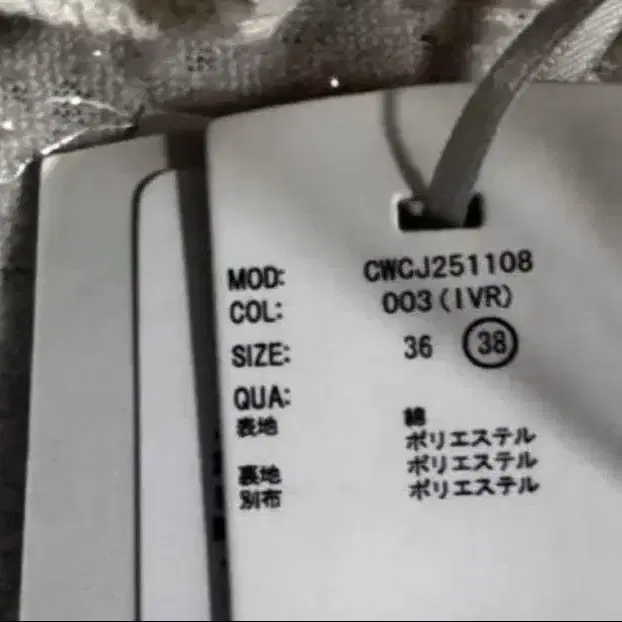 MOD: CWCJ251108
COL: 003(IVR)
SIZE: 36 38
QUA:
表地 綿
ポリエステル
裏地 ポリエステル
別布 ポリエステル